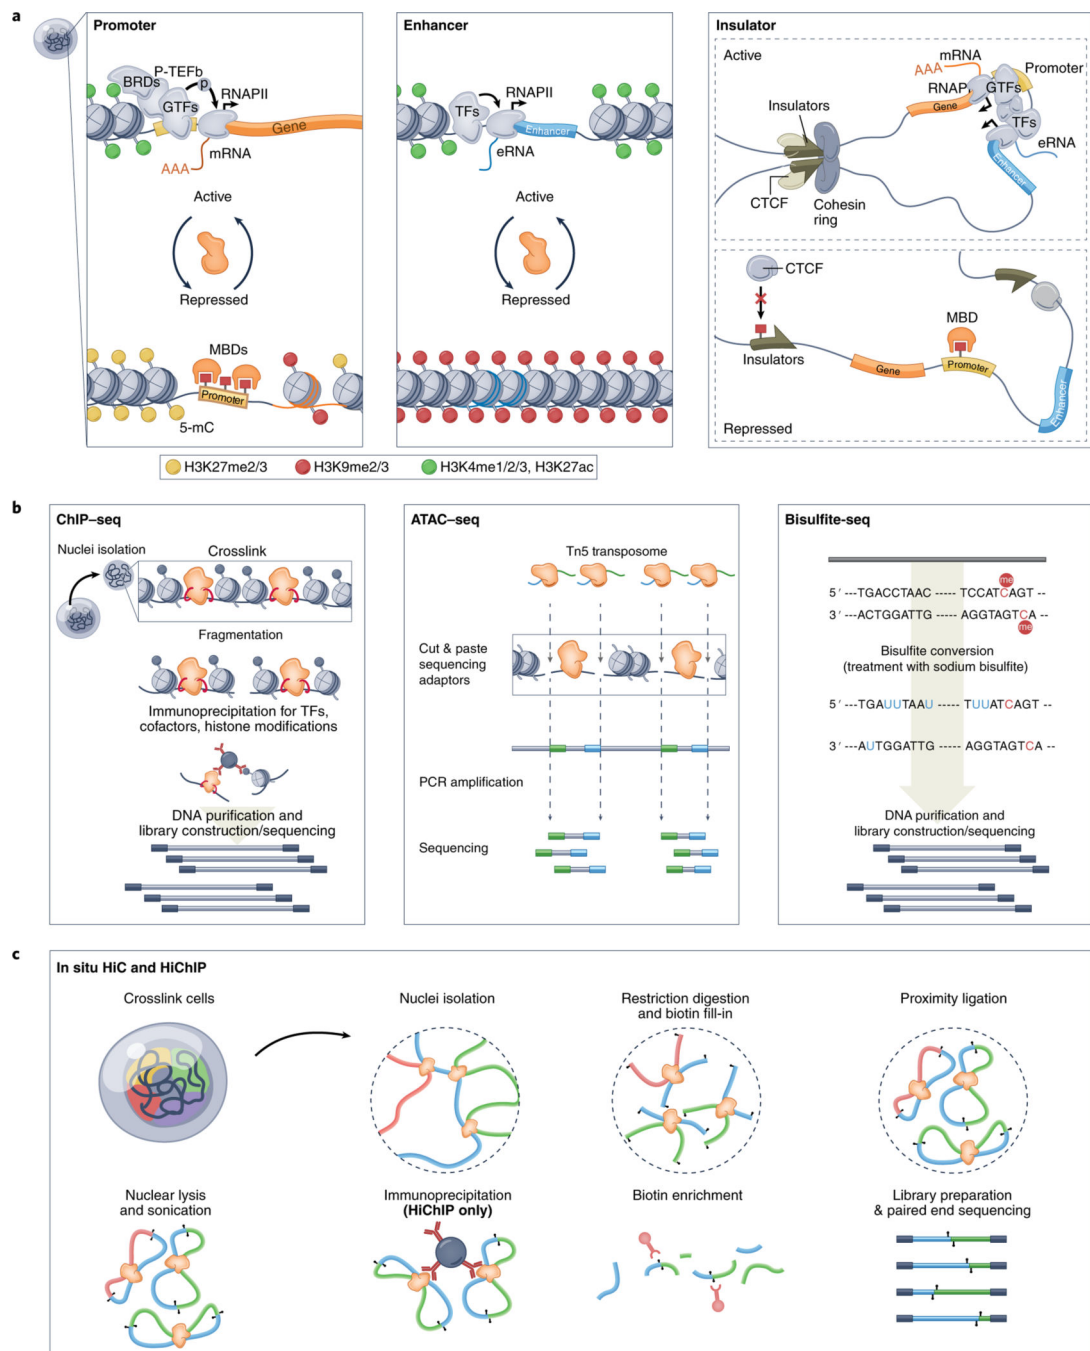 a
Promoter
P-TEFb
BRDs
p
RNAPII
GTFs
Gene
mRNA
AAA
Active
Repressed
MBDs
Promoter
5-mC
Enhancer
RNAPII
TFs
Enhancer
eRNA
Active
Repressed
Insulator
Active
mRNA
AAA
Promoter
RNAPI
GTFs
Insulators
Gene
TFs
eRNA
Enhancer
CTCF
Cohesin
ring
CTCF
MBD
Insulators
Gene
Promoter
Enhancer
Repressed
H3K27me2/3
H3K9me2/3
H3K4me1/2/3, H3K27ac
b
ChIP–seq
Nuclei isolation
Crosslink
Fragmentation
Immunoprecipitation for TFs,
cofactors, histone modifications
DNA purification and
library construction/sequencing
ATAC–seq
Tn5 transposome
Cut & paste
sequencing
adaptors
PCR amplification
Sequencing
Bisulfite-seq
me
5′ ---TGACCTAAC ----- TCCATCAGT --
3′ ---ACTGGATTG ----- AGGTAGTCA --
me
Bisulfite conversion
(treatment with sodium bisulfite)
5′ ---TGAUUTAAU ----- TUUATCAGT --
3′ ---AUTGGATTG ----- AGGTAGTCA --
DNA purification and
library construction/sequencing
c
In situ HiC and HiChIP
Crosslink cells
Nuclei isolation
Restriction digestion
and biotin fill-in
Proximity ligation
Nuclear lysis
and sonication
Immunoprecipitation
(HiChIP only)
Biotin enrichment
Library preparation
& paired end sequencing